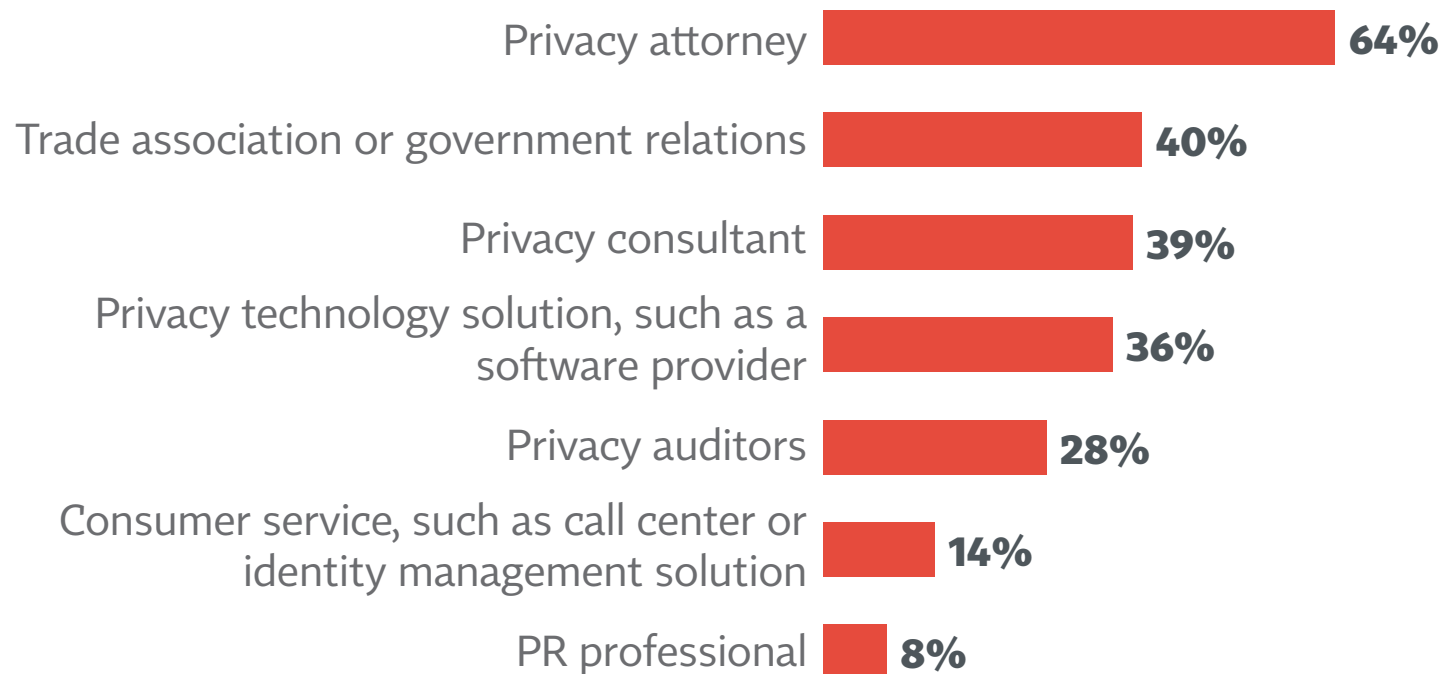 Privacy attorney 64%
Trade association or government relations 40%
Privacy consultant 39%
Privacy technology solution, such as a
software provider 36%
Privacy auditors 28%
Consumer service, such as call center or
identity management solution 14%
PR professional 8%